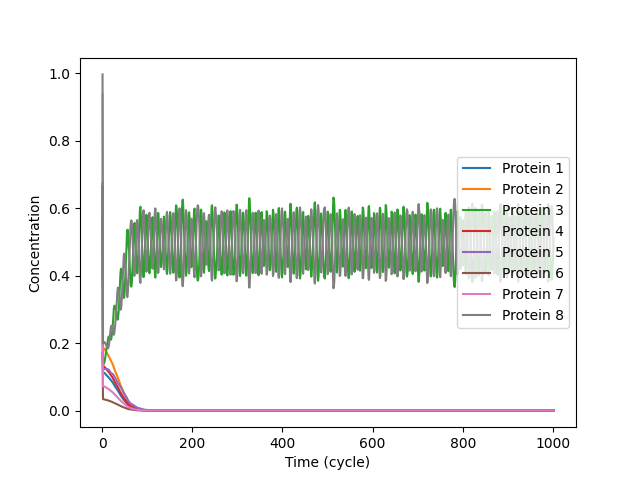 1.0
0.8
0.6
0.4
0.2
0.0
Concentration
Protein 1
Protein 2
Protein 3
Protein 4
Protein 5
Protein 6
Protein 7
Protein 8
0 200 400 600 800 1000
Time (cycle)